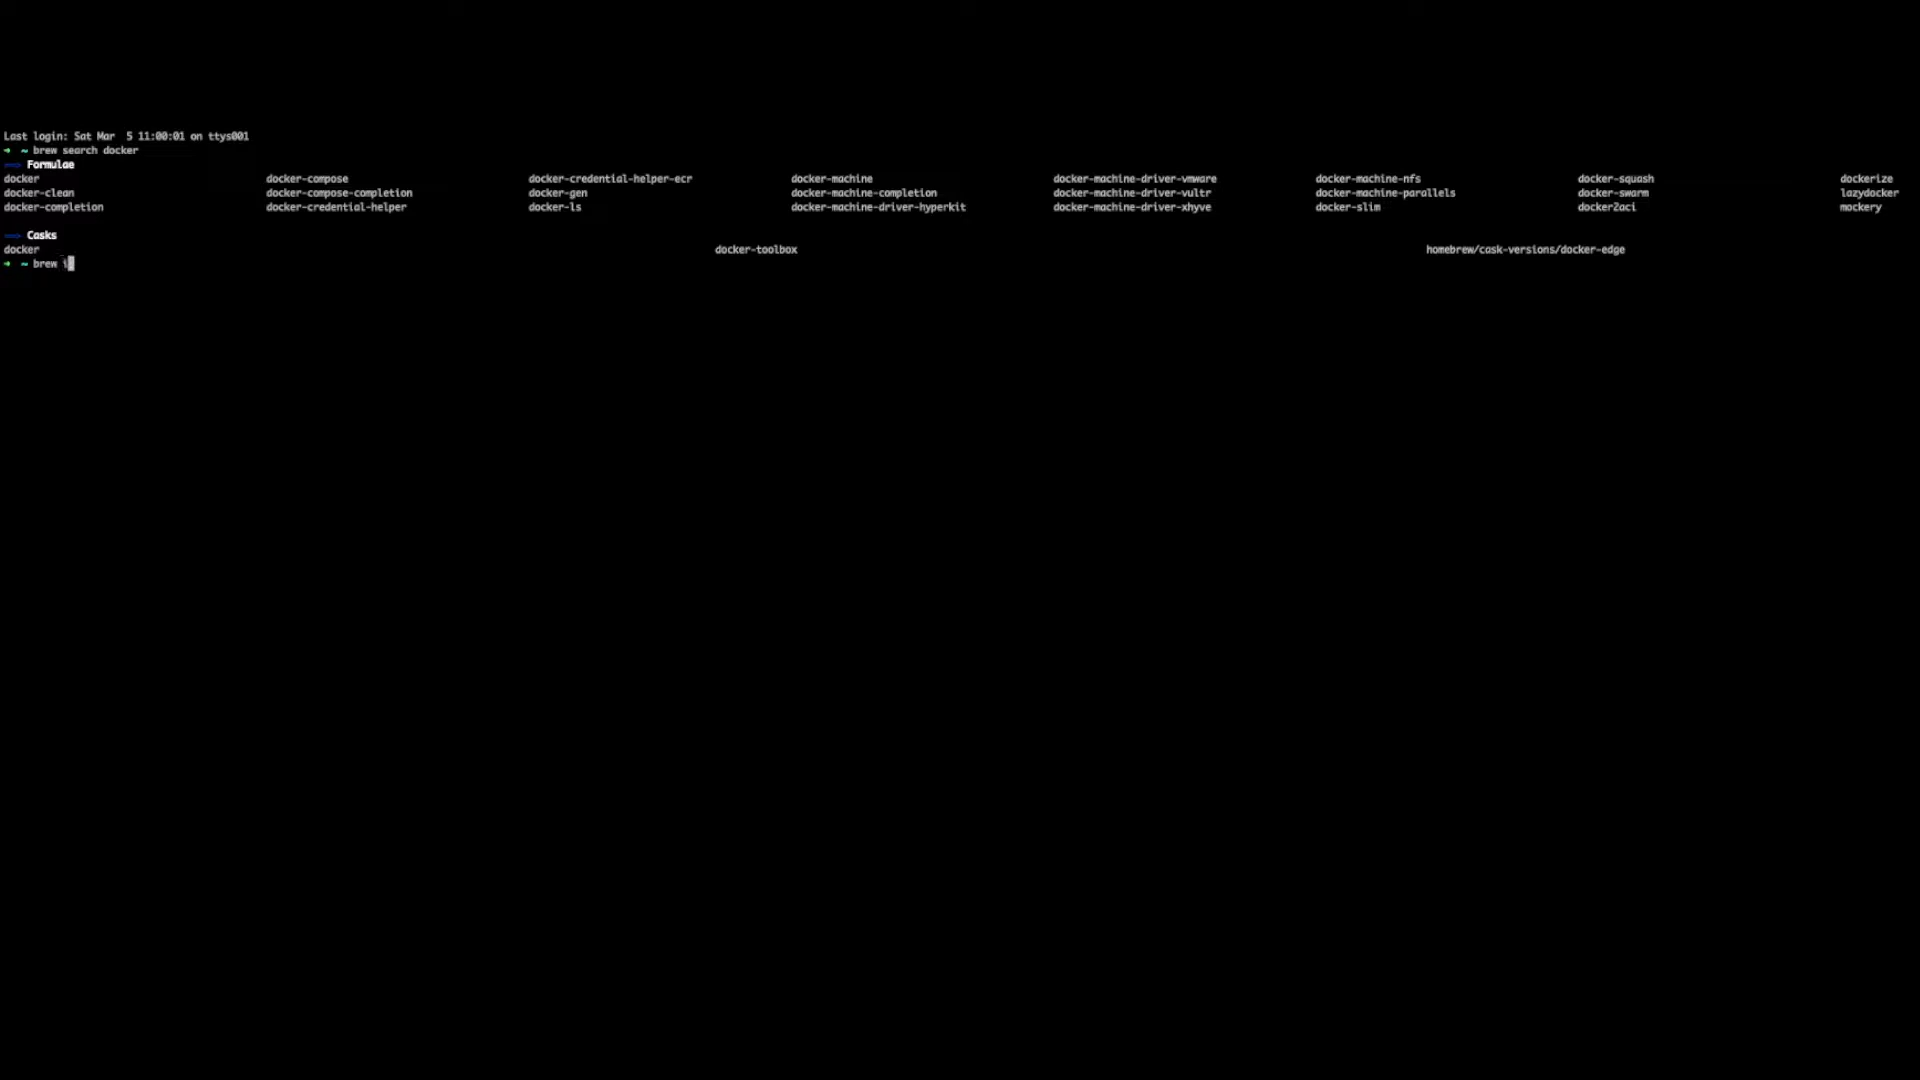 Last login: Sat Mar  5 11:00:01 on ttys001
➜  ~ brew search docker
==> Formulae
docker docker-compose docker-credential-helper-ecr docker-machine docker-machine-driver-vmware docker-machine-nfs docker-squash dockerize
docker-clean docker-compose-completion docker-gen docker-machine-completion docker-machine-driver-vultr docker-machine-parallels docker-swarm lazydocker
docker-completion docker-credential-helper docker-ls docker-machine-driver-hyperkit docker-machine-driver-xhyve docker-slim docker2aci mockery
==> Casks
docker docker-toolbox homebrew/cask-versions/docker-edge
➜  ~ brew i